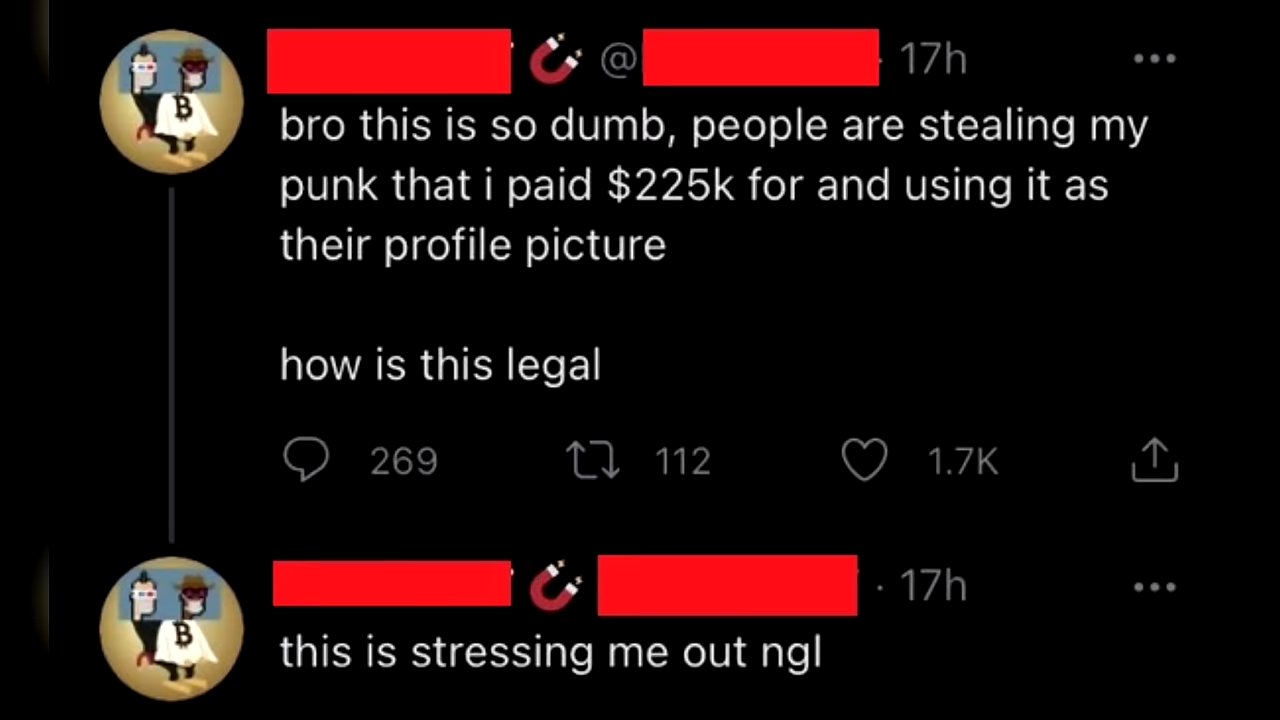 @ · 17h
bro this is so dumb, people are stealing my
punk that i paid $225k for and using it as
their profile picture
how is this legal
269 112 1.7K
· 17h
this is stressing me out ngl